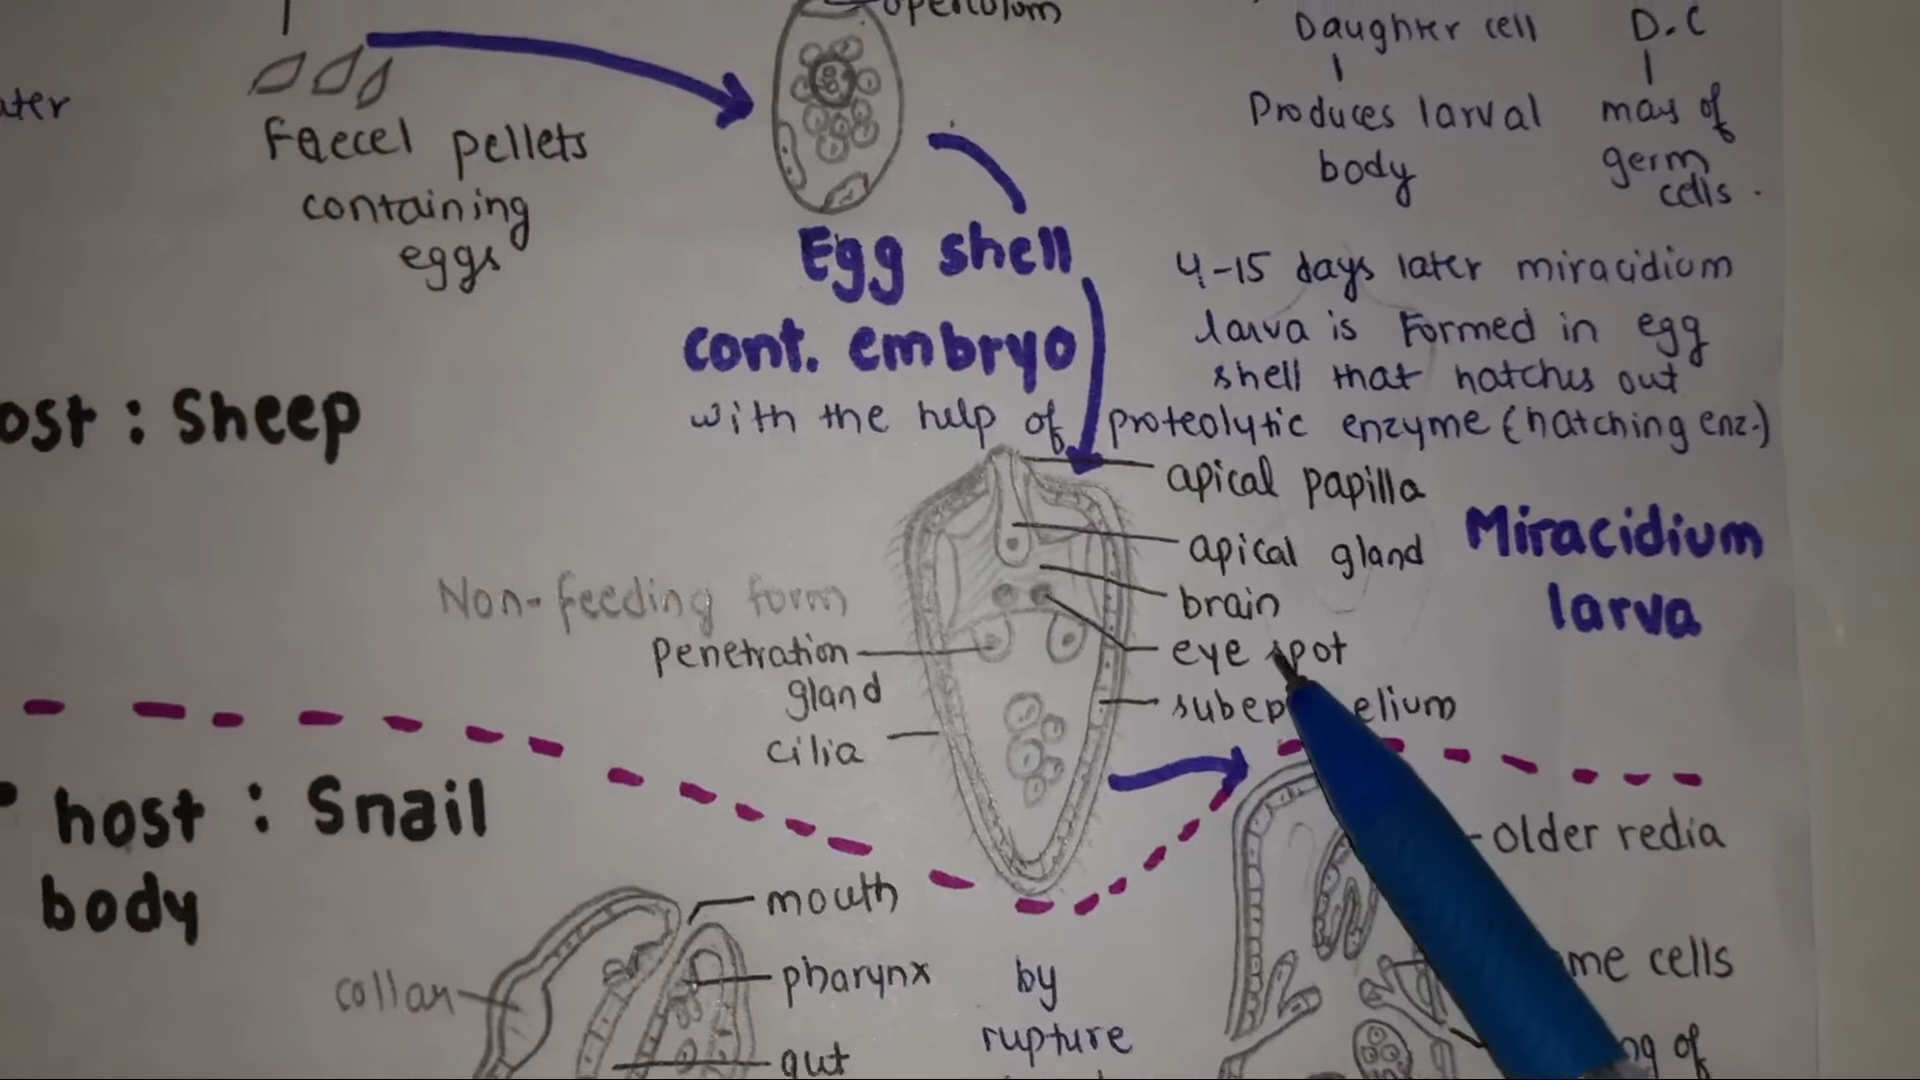 operculum
Daughter cell
D.C
Produces larval
body
mass of
germ
cells.
Faecel pellets
containing
eggs
Egg shell
cont. embryo
4-15 days later miracidium
larva is Formed in egg
shell that hatches out
with the help of proteolytic enzyme (hatching enz.)
: Sheep
apical papilla
apical gland
brain
eye spot
Miracidium
larva
Non-feeding form
Penetration
gland
cilia
host : Snail
body
older redia
mouth
pharynx
collar
gut
by
rupture
cells
of